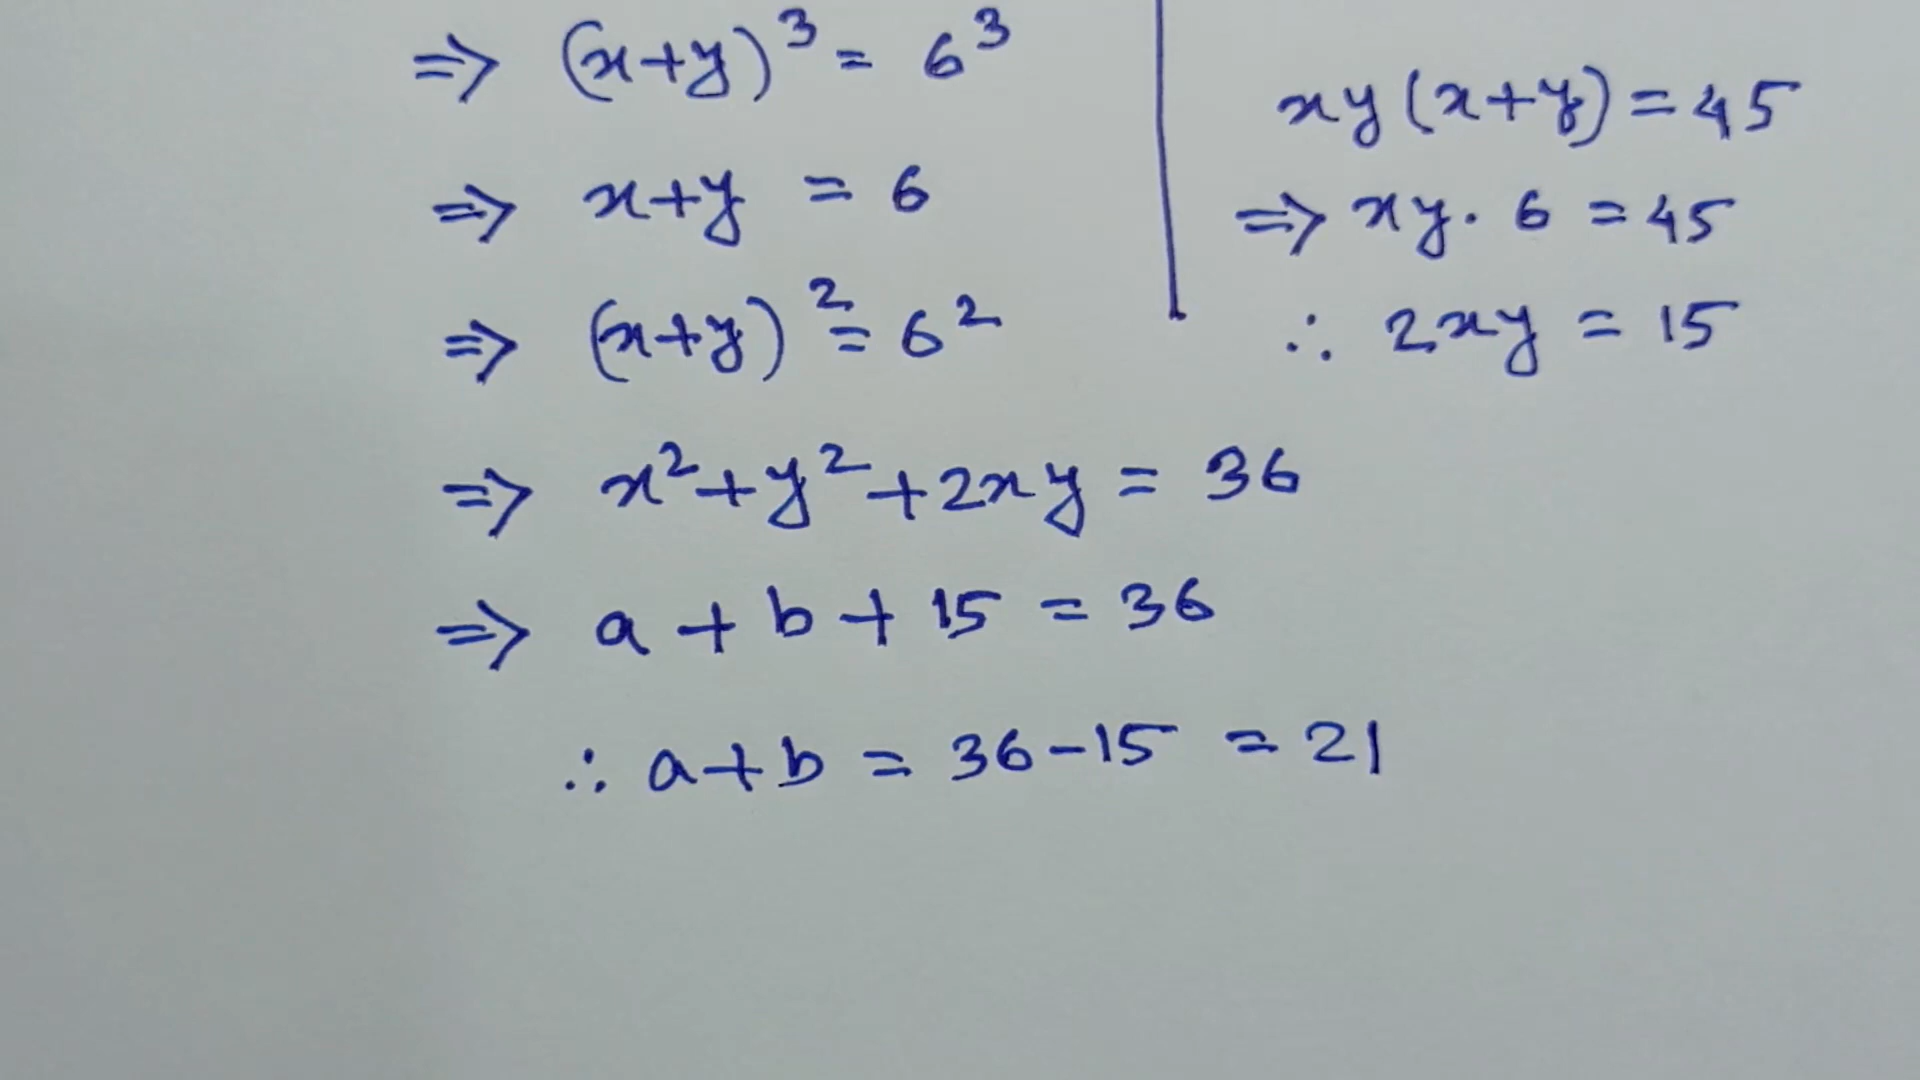 ⇒ (x+y)³ = 6³
⇒ x+y = 6
⇒ (x+y)² = 6²
⇒ x²+y²+2xy = 36
⇒ a + b + 15 = 36
∴ a+b = 36-15 = 21
xy(x+y) = 45
⇒ xy. 6 = 45
∴ 2xy = 15